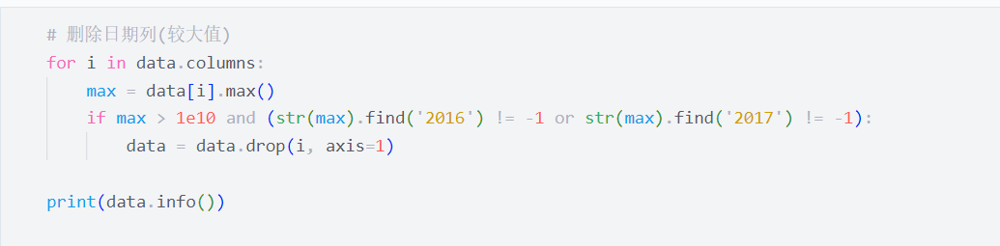 # 删除日期列(较大值)
for i in data.columns:
    max = data[i].max()
    if max > 1e10 and (str(max).find('2016') != -1 or str(max).find('2017') != -1):
        data = data.drop(i, axis=1)
print(data.info())